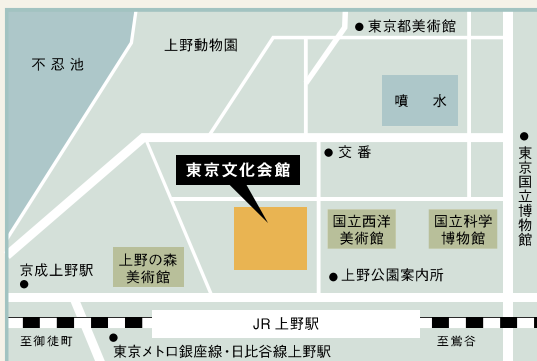 東京都美術館
上野動物園
不忍池
噴 水
交番
東京文化会館
東京国立博物館
国立西洋
美術館
国立科学
博物館
上野の森
美術館
京成上野駅
上野公園案内所
JR 上野駅
至御徒町
至鶯谷
東京メトロ銀座線・日比谷線上野駅